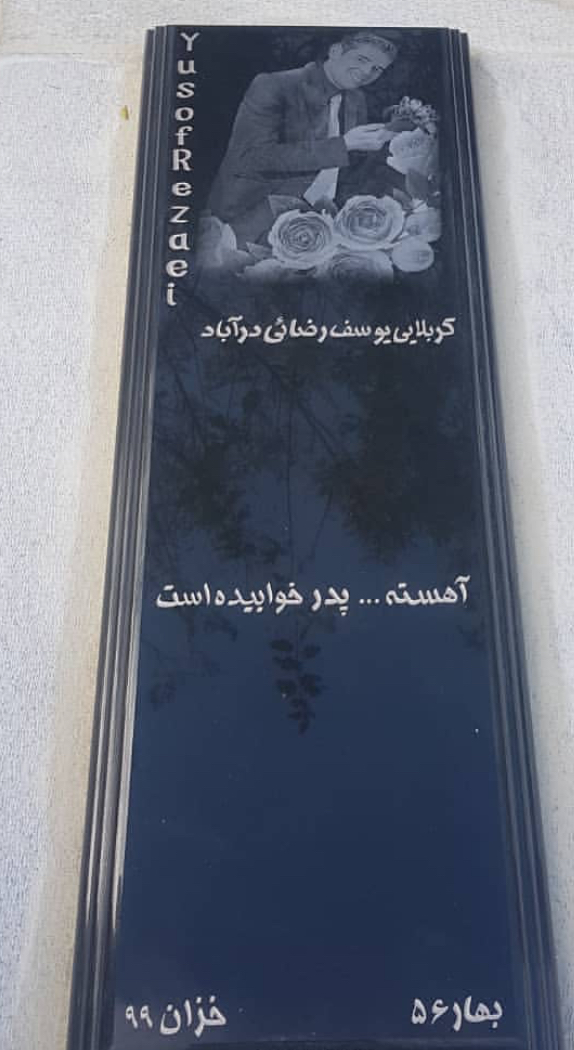 YusofRezaei
کربلایی یوسف رضائی درآباد
آهسته ... پدر خوابیده است
بهار ۵۶
خزان ۹۹